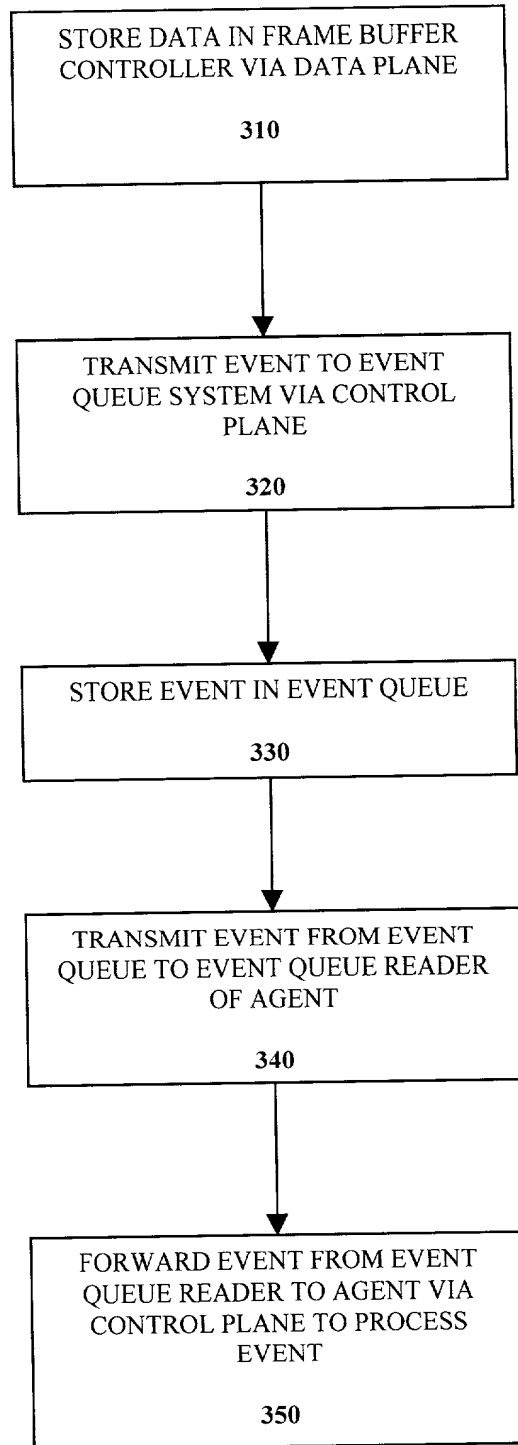 STORE DATA IN FRAME BUFFER
CONTROLLER VIA DATA PLANE
310
TRANSMIT EVENT TO EVENT
QUEUE SYSTEM VIA CONTROL
PLANE
320
STORE EVENT IN EVENT QUEUE
330
TRANSMIT EVENT FROM EVENT
QUEUE TO EVENT QUEUE READER
OF AGENT
340
FORWARD EVENT FROM EVENT
QUEUE READER TO AGENT VIA
CONTROL PLANE TO PROCESS
EVENT
350